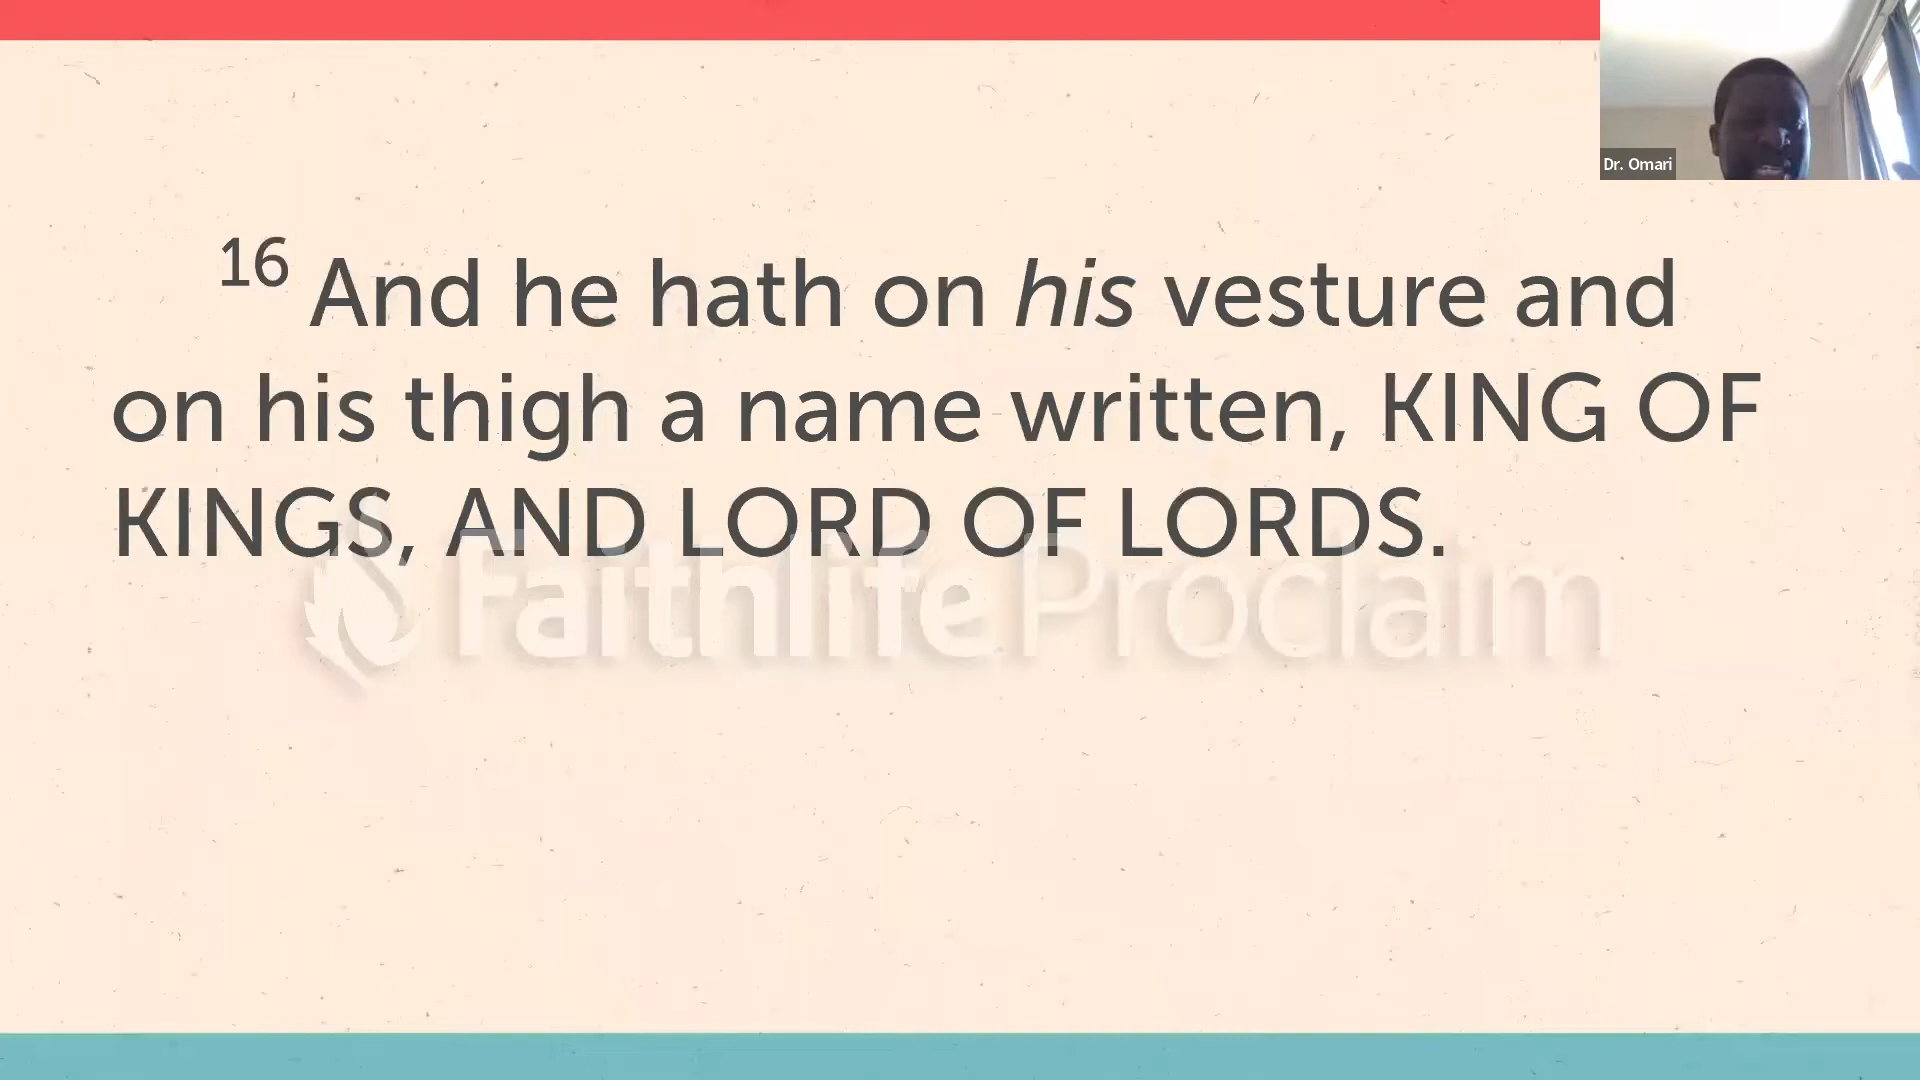 Dr. Omari
16 And he hath on his vesture and
on his thigh a name written, KING OF
KINGS, AND LORD OF LORDS.
Faithlife Proclaim